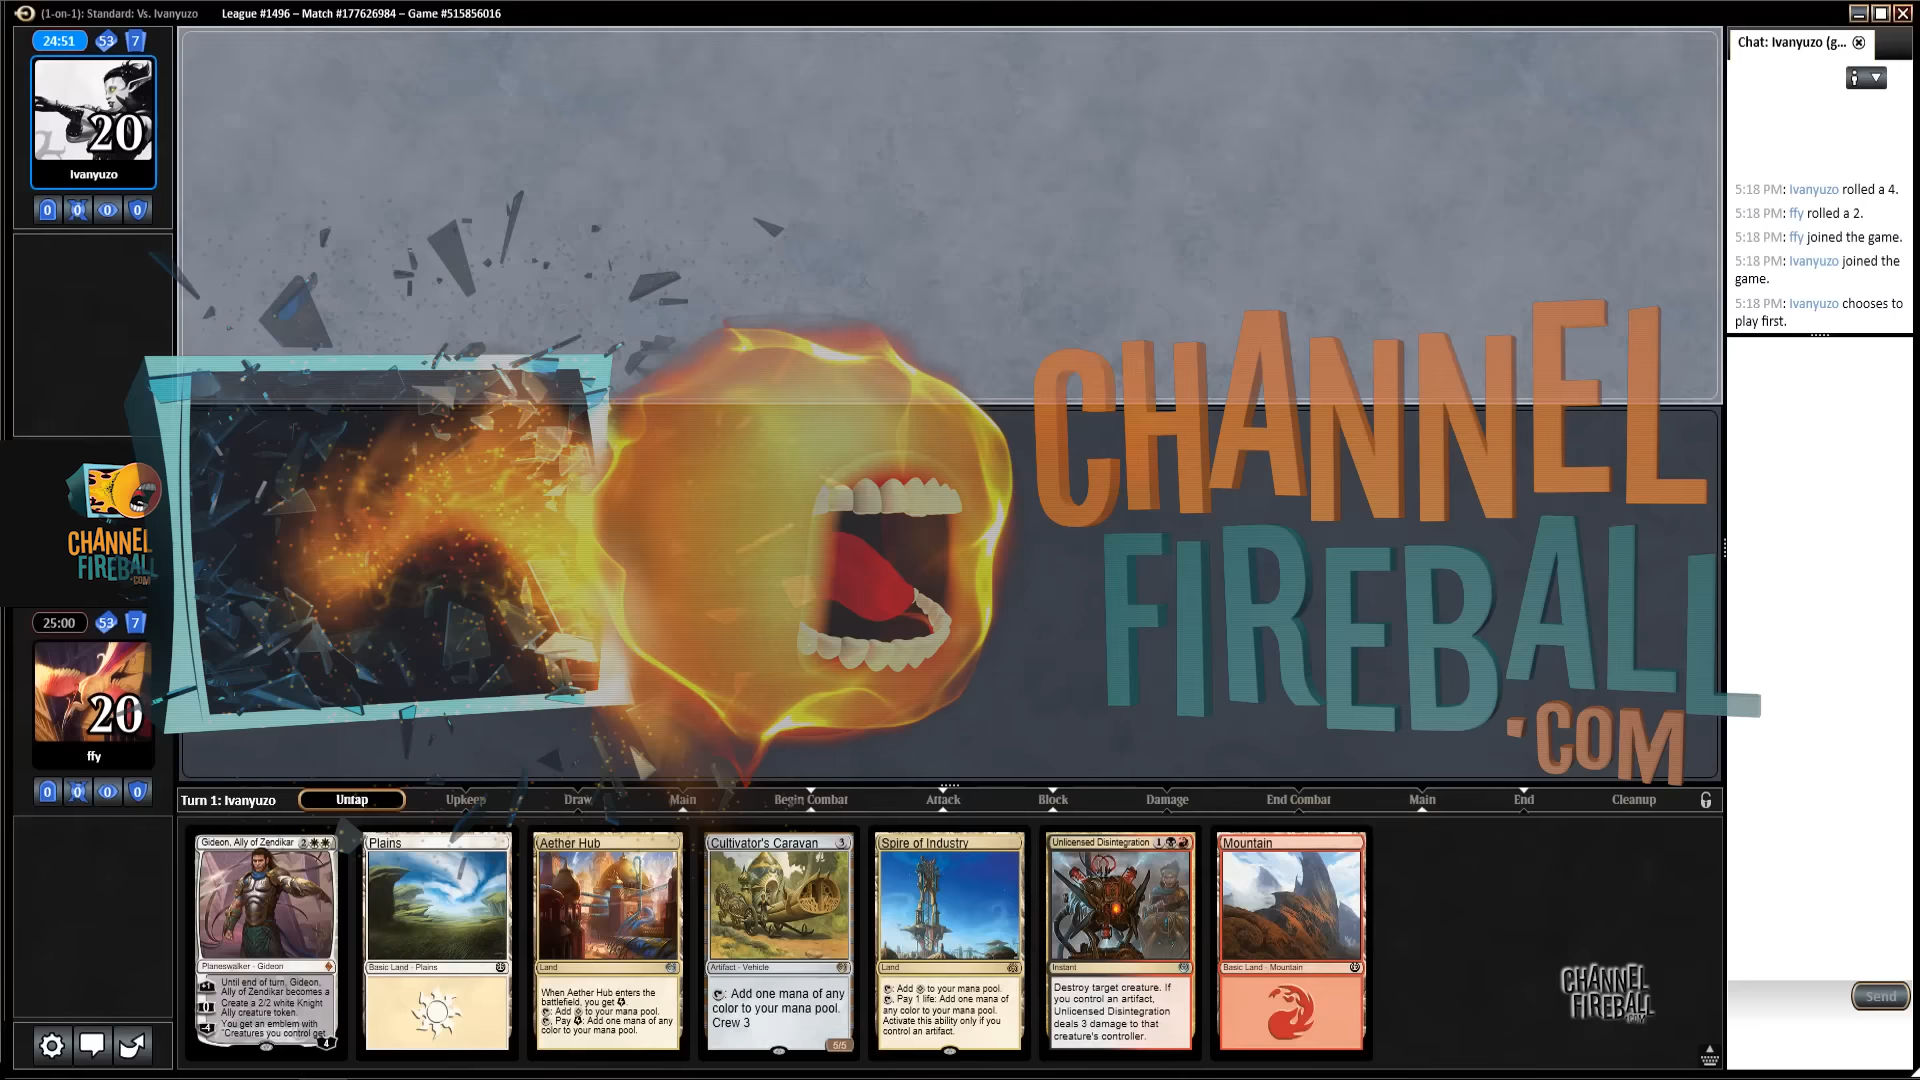 (1-on-1): Standard: Vs. Ivanyuzo
League #1496 – Match #177626984 – Game #515856016
24:51 53 7
20
Ivanyuzo
0 0 0 0
CHANNEL
FIREBALL
.COM
CHANNEL
FIREBALL
.COM
25:00 53 7
20
ffy
0 0 0 0
Turn 1: Ivanyuzo
Untap
Upkeep
Draw
Main
Begin Combat
Attack
Block
Damage
End Combat
Main
End
Cleanup
Gideon, Ally of Zendikar 2
Planeswalker - Gideon
+1 Until end of turn, Gideon,
Ally of Zendikar becomes a
0 Create a 2/2 white Knight
Ally creature token.
-4 You get an emblem with
"Creatures you control get
4
Plains
Basic Land - Plains
Aether Hub
Land
When Aether Hub enters the
battlefield, you get
: Add to your mana pool.
, Pay : Add one mana of any
color to your mana pool.
Cultivator's Caravan 3
Artifact - Vehicle
: Add one mana of any
color to your mana pool.
Crew 3
5/5
Spire of Industry
Land
: Add to your mana pool.
, Pay 1 life: Add one mana of
any color to your mana pool.
Activate this ability only if you
control an artifact.
Unlicensed Disintegration 1
Instant
Destroy target creature. If
you control an artifact,
Unlicensed Disintegration
deals 3 damage to that
creature's controller.
Mountain
Basic Land - Mountain
CHANNEL
FIREBALL
.COM
Chat: Ivanyuzo (g...
5:18 PM: Ivanyuzo rolled a 4.
5:18 PM: ffy rolled a 2.
5:18 PM: ffy joined the game.
5:18 PM: Ivanyuzo joined the
game.
5:18 PM: Ivanyuzo chooses to
play first.
Send